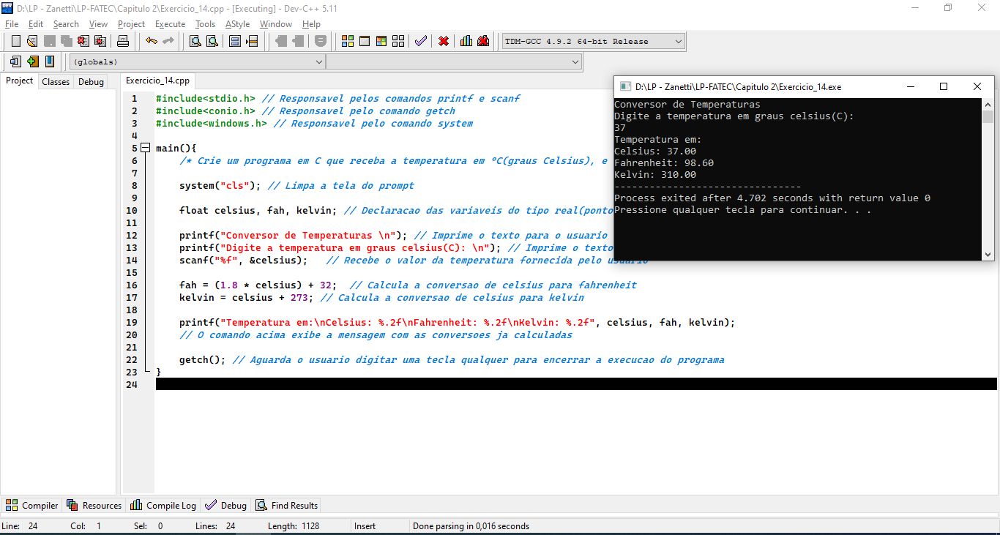 D:\LP - Zanetti\LP-FATEC\Capitulo 2\Exercicio_14.cpp - [Executing] - Dev-C++ 5.11
File Edit Search View Project Execute Tools AStyle Window Help
TDM-GCC 4.9.2 64-bit Release
(globals)
Project Classes Debug
Exercicio_14.cpp
1 #include<stdio.h> // Responsavel pelos comandos printf e scanf
2 #include<conio.h> // Responsavel pelo comando getch
3 #include<windows.h> // Responsavel pelo comando system
4
5 main(){
6 /* Crie um programa em C que receba a temperatura em ºC(graus Celsius), e
7
8 system("cls"); // Limpa a tela do prompt
9
10 float celsius, fah, kelvin; // Declaracao das variaveis do tipo real(ponto
11
12 printf("Conversor de Temperaturas \n"); // Imprime o texto para o usuario
13 printf("Digite a temperatura em graus celsius(C): \n"); // Imprime o texto
14 scanf("%f", &celsius); // Recebe o valor da temperatura fornecida pelo usuario
15
16 fah = (1.8 * celsius) + 32; // Calcula a conversao de celsius para fahrenheit
17 kelvin = celsius + 273; // Calcula a conversao de celsius para kelvin
18
19 printf("Temperatura em:\nCelsius: %.2f\nFahrenheit: %.2f\nKelvin: %.2f", celsius, fah, kelvin);
20 // O comando acima exibe a mensagem com as conversoes ja calculadas
21
22 getch(); // Aguarda o usuario digitar uma tecla qualquer para encerrar a execucao do programa
23 }
24
D:\LP - Zanetti\LP-FATEC\Capitulo 2\Exercicio_14.exe
Conversor de Temperaturas
Digite a temperatura em graus celsius(C):
37
Temperatura em:
Celsius: 37.00
Fahrenheit: 98.60
Kelvin: 310.00
--------------------------------
Process exited after 4.702 seconds with return value 0
Pressione qualquer tecla para continuar. . .
Compiler Resources Compile Log Debug Find Results
Line: 24 Col: 1 Sel: 0 Lines: 24 Length: 1128 Insert Done parsing in 0,016 seconds